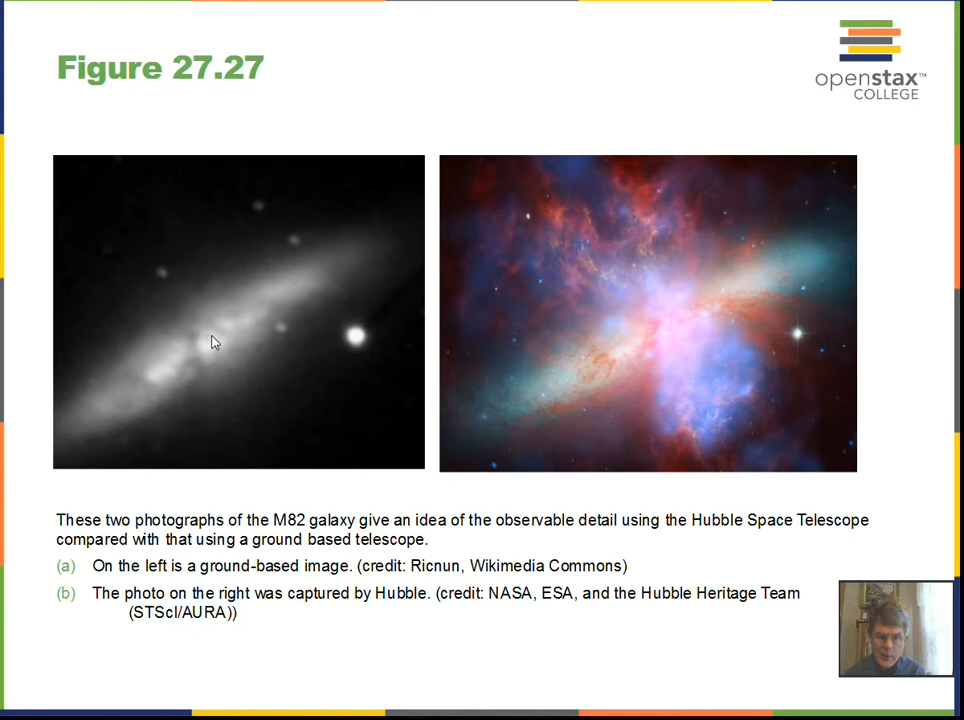 Figure 27.27
openstax™
COLLEGE
These two photographs of the M82 galaxy give an idea of the observable detail using the Hubble Space Telescope
compared with that using a ground based telescope.
(a) On the left is a ground-based image. (credit: Ricnun, Wikimedia Commons)
(b) The photo on the right was captured by Hubble. (credit: NASA, ESA, and the Hubble Heritage Team
(STScI/AURA))